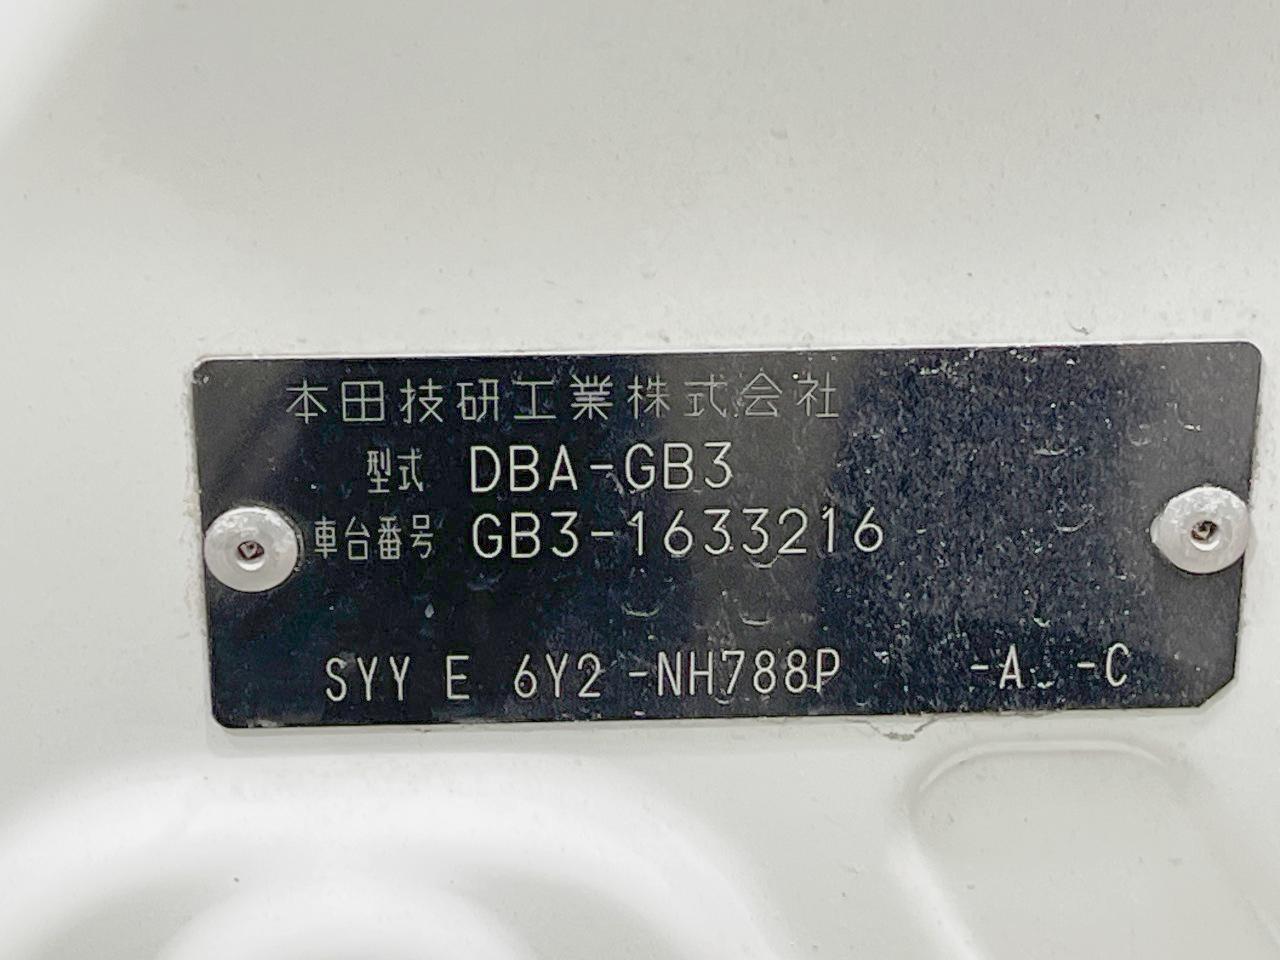 本田技研工業株式会社
型式 DBA-GB3
車台番号 GB3-1633216
SYY E 6Y2 -NH788P -A -C